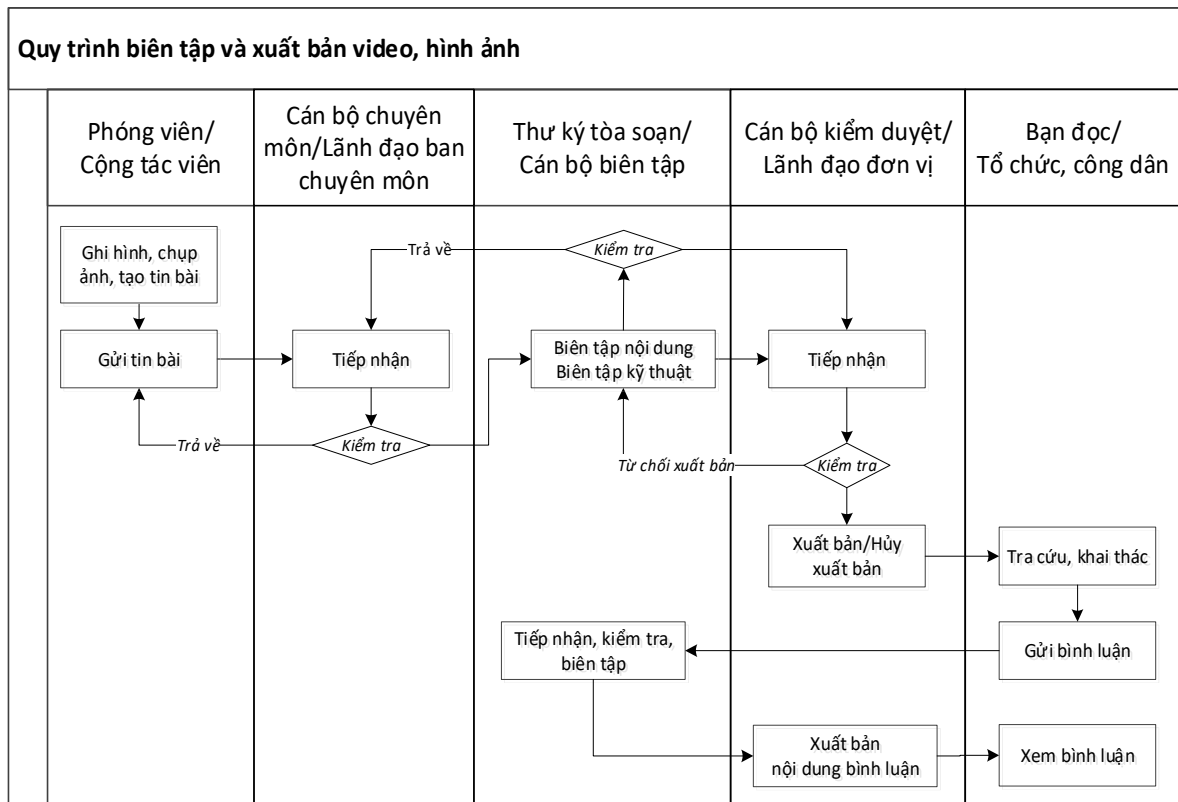 Quy trình biên tập và xuất bản video, hình ảnh
Phóng viên/
Cộng tác viên
Cán bộ chuyên
môn/Lãnh đạo ban
chuyên môn
Thư ký tòa soạn/
Cán bộ biên tập
Cán bộ kiểm duyệt/
Lãnh đạo đơn vị
Bạn đọc/
Tổ chức, công dân
Ghi hình, chụp
ảnh, tạo tin bài
Trả về
Kiểm tra
Gửi tin bài
Tiếp nhận
Biên tập nội dung
Biên tập kỹ thuật
Tiếp nhận
Trả về
Kiểm tra
Từ chối xuất bản
Kiểm tra
Xuất bản/Hủy
xuất bản
Tra cứu, khai thác
Tiếp nhận, kiểm tra,
biên tập
Gửi bình luận
Xuất bản
nội dung bình luận
Xem bình luận